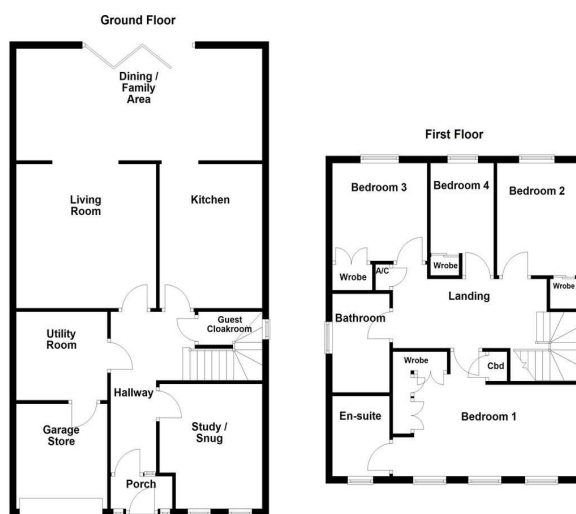 Ground Floor
Dining /
Family
Area
Living
Room
Kitchen
Guest
Cloakroom
Utility
Room
Hallway
Garage
Store
Study /
Snug
Porch
First Floor
Bedroom 3
Bedroom 4
Bedroom 2
Wrobe
A/C
Wrobe
Wrobe
Landing
Bathroom
Wrobe
Cbd
En-suite
Bedroom 1